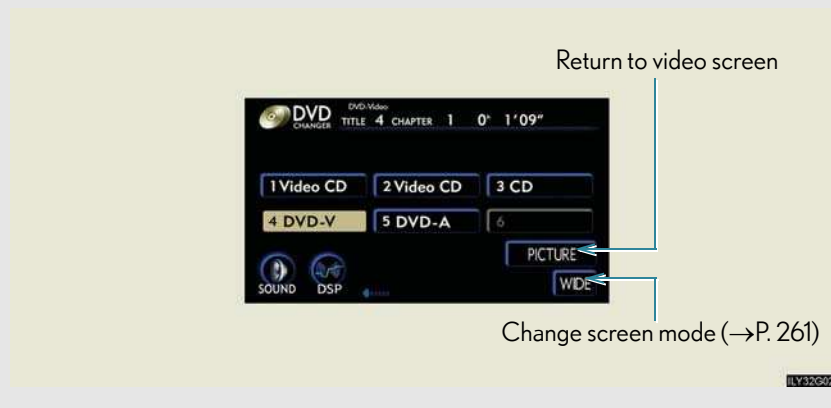 Return to video screen
DVD-Video
DVD CHANGER TITLE 4 CHAPTER 1 0h 1'09"
1 Video CD 2 Video CD 3 CD
4 DVD-V 5 DVD-A 6
PICTURE
SOUND DSP WIDE
Change screen mode (→P. 261)
ILY32G02